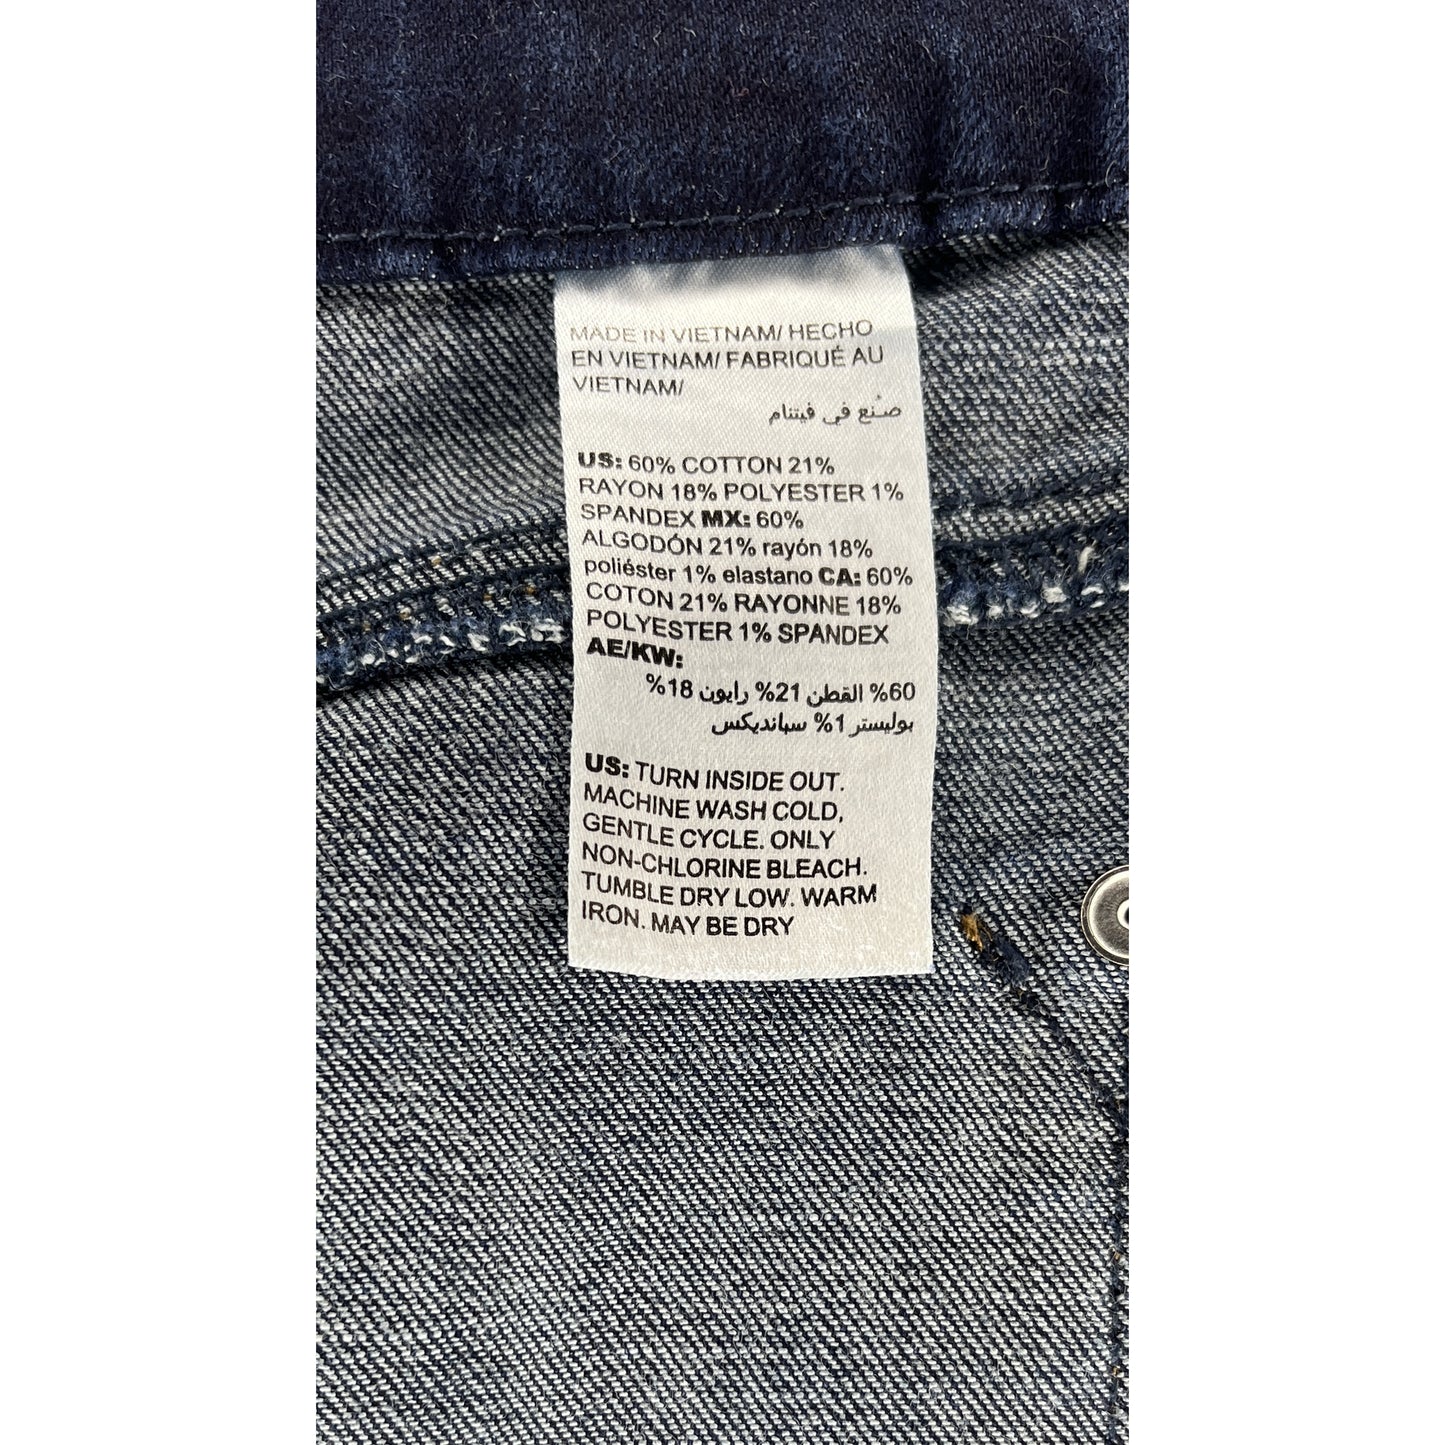 MADE IN VIETNAM/ HECHO
EN VIETNAM/ FABRIQUÉ AU
VIETNAM/
صُنع في فيتنام
US: 60% COTTON 21%
RAYON 18% POLYESTER 1%
SPANDEX MX: 60%
ALGODÓN 21% rayón 18%
poliéster 1% elastano CA: 60%
COTON 21% RAYONNE 18%
POLYESTER 1% SPANDEX
AE/KW:
60% القطن 21% رايون 18%
بوليستر 1% سباندیکس
US: TURN INSIDE OUT.
MACHINE WASH COLD,
GENTLE CYCLE. ONLY
NON-CHLORINE BLEACH.
TUMBLE DRY LOW. WARM
IRON. MAY BE DRY